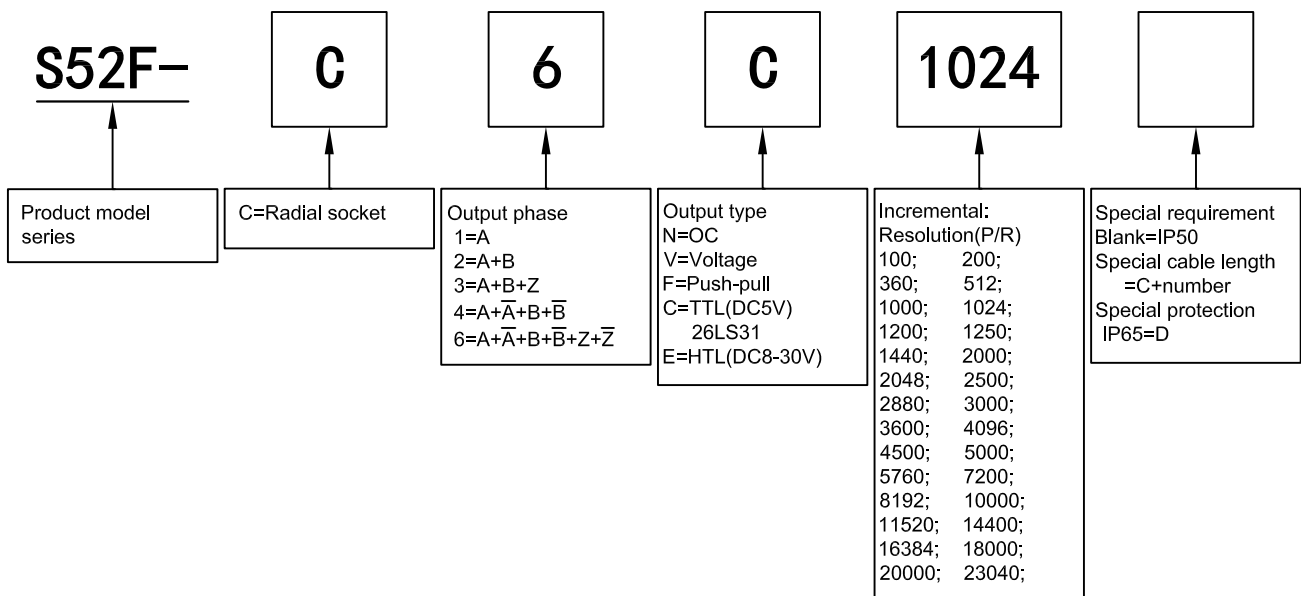 S52F-
C
6
C
1024
Product model
series
C=Radial socket
Output phase
1=A
2=A+B
3=A+B+Z
4=A+A̅+B+B̅
6=A+A̅+B+B̅+Z+Z̅
Output type
N=OC
V=Voltage
F=Push-pull
C=TTL(DC5V)
26LS31
E=HTL(DC8-30V)
Incremental:
Resolution(P/R)
100; 200;
360; 512;
1000; 1024;
1200; 1250;
1440; 2000;
2048; 2500;
2880; 3000;
3600; 4096;
4500; 5000;
5760; 7200;
8192; 10000;
11520; 14400;
16384; 18000;
20000; 23040;
Special requirement
Blank=IP50
Special cable length
=C+number
Special protection
IP65=D